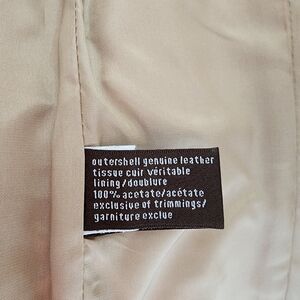 outershell genuine leather
tissue cuir véritable
lining/doublure
100% acetate/acétate
exclusive of trimmings/
garniture exclue